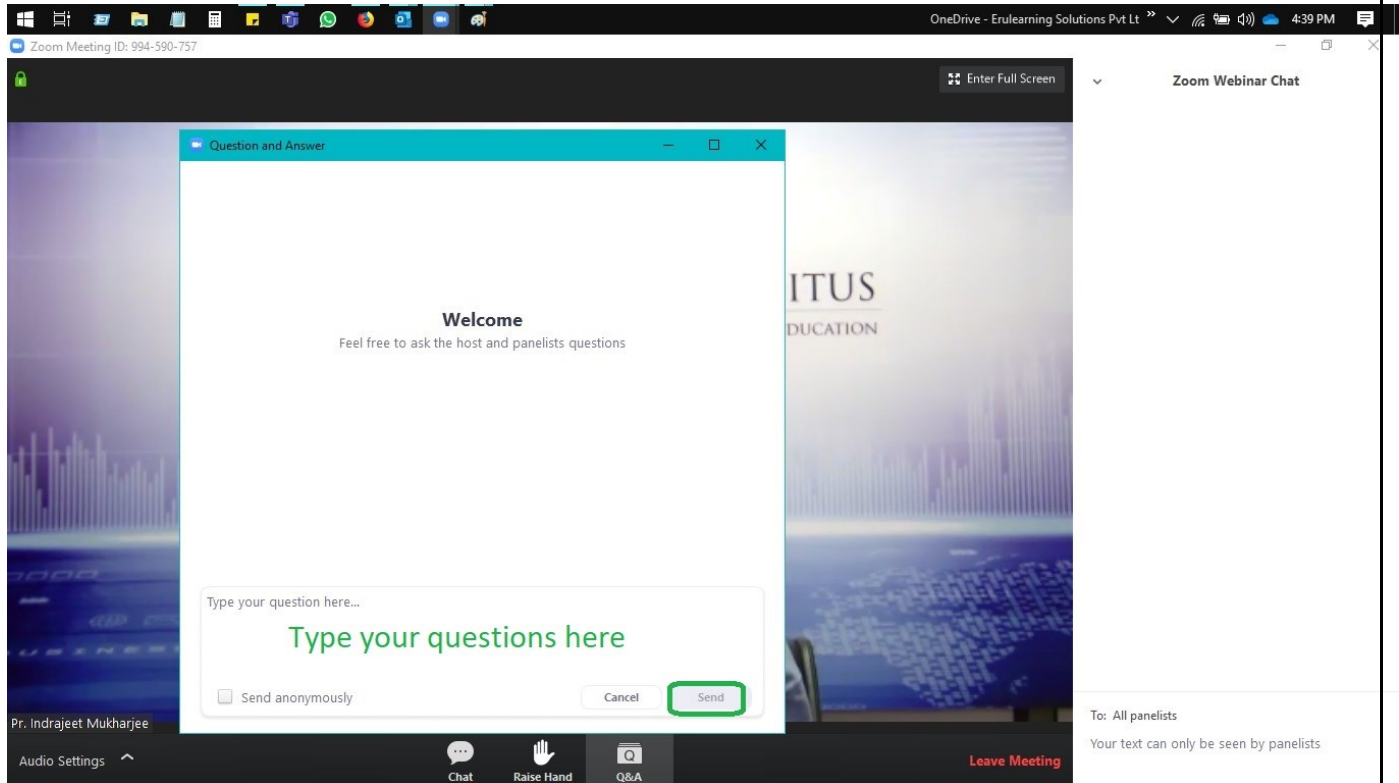 OneDrive - Erulearning Solutions Pvt Lt
4:39 PM
Zoom Meeting ID: 994-590-757
Enter Full Screen
Zoom Webinar Chat
Question and Answer
ITUS
DUCATION
Welcome
Feel free to ask the host and panelists questions
Type your question here...
Type your questions here
Send anonymously
Cancel
Send
Pr. Indrajeet Mukharjee
To: All panelists
Your text can only be seen by panelists
Audio Settings
Chat
Raise Hand
Q&A
Leave Meeting